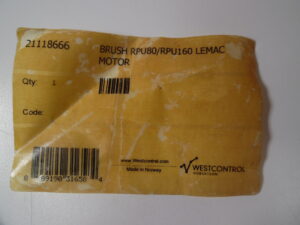 21118666
BRUSH RPU80/RPU160 LEMAC
MOTOR
Qty: 1
Code:
www.Westcontrol.com
Made in Norway
WESTCONTROL